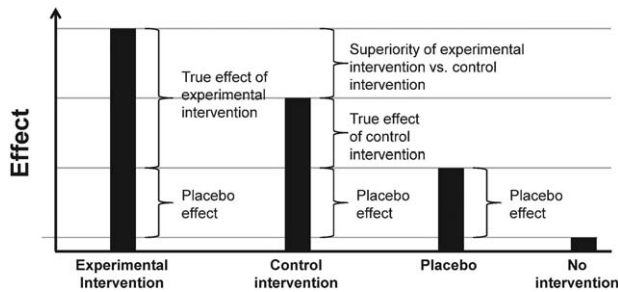 Effect
True effect of
experimental
intervention
Placebo
effect
Superiority of experimental
intervention vs. control
intervention
True effect
of control
intervention
Placebo
effect
Placebo
effect
Experimental
Intervention
Control
intervention
Placebo
No
intervention